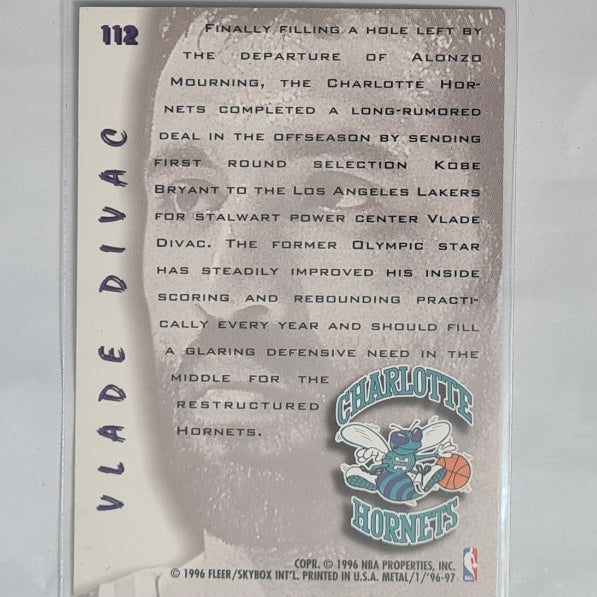 112
FINALLY FILLING A HOLE LEFT BY
THE DEPARTURE OF ALONZO
MOURNING, THE CHARLOTTE HOR-
NETS COMPLETED A LONG-RUMORED
DEAL IN THE OFFSEASON BY SENDING
FIRST ROUND SELECTION KOBE
BRYANT TO THE LOS ANGELES LAKERS
FOR STALWART POWER CENTER VLADE
DIVAC. THE FORMER OLYMPIC STAR
HAS STEADILY IMPROVED HIS INSIDE
SCORING AND REBOUNDING PRACTI-
CALLY EVERY YEAR AND SHOULD FILL
A GLARING DEFENSIVE NEED IN THE
MIDDLE FOR THE
RESTRUCTURED
HORNETS.
VLADE DIVAC
CHARLOTTE
HORNETS
COPR. © 1996 NBA PROPERTIES, INC.
© 1996 FLEER/SKYBOX INT'L. PRINTED IN U.S.A. METAL/1/'96-97